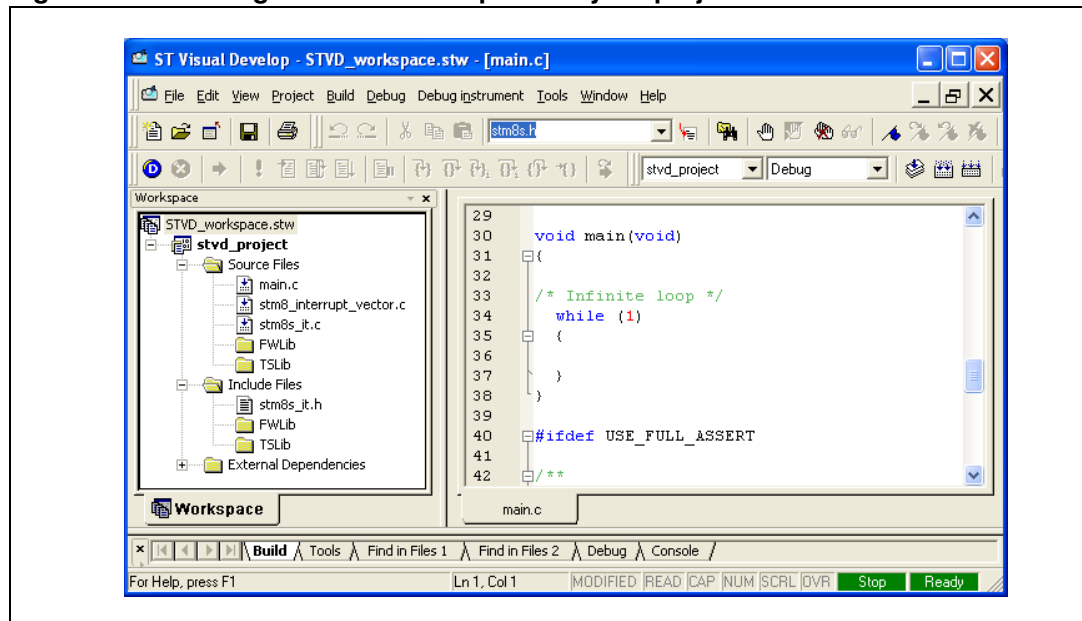 ST Visual Develop - STVD_workspace.stw - [main.c]
File Edit View Project Build Debug Debug instrument Tools Window Help
stm8s.h
stvd_project Debug
Workspace
STVD_workspace.stw
stvd_project
Source Files
main.c
stm8_interrupt_vector.c
stm8s_it.c
FWLib
TSLib
Include Files
stm8s_it.h
FWLib
TSLib
External Dependencies
Workspace
29
30 void main(void)
31 {
32
33 /* Infinite loop */
34 while (1)
35 {
36
37 }
38 }
39
40 #ifdef USE_FULL_ASSERT
41
42 /**
main.c
Build Tools Find in Files 1 Find in Files 2 Debug Console
For Help, press F1 Ln 1, Col 1 MODIFIED READ CAP NUM SCRL OVR Stop Ready